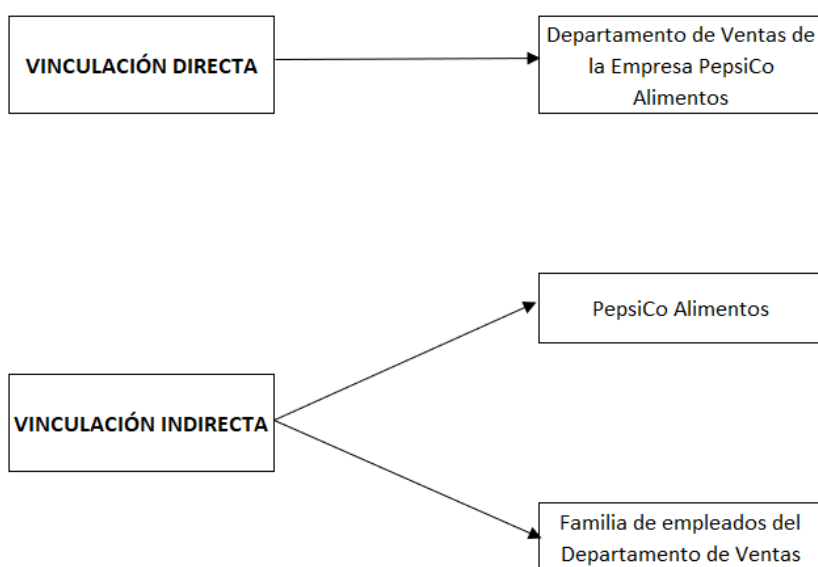 VINCULACIÓN DIRECTA
Departamento de Ventas de
la Empresa PepsiCo
Alimentos
PepsiCo Alimentos
VINCULACIÓN INDIRECTA
Familia de empleados del
Departamento de Ventas